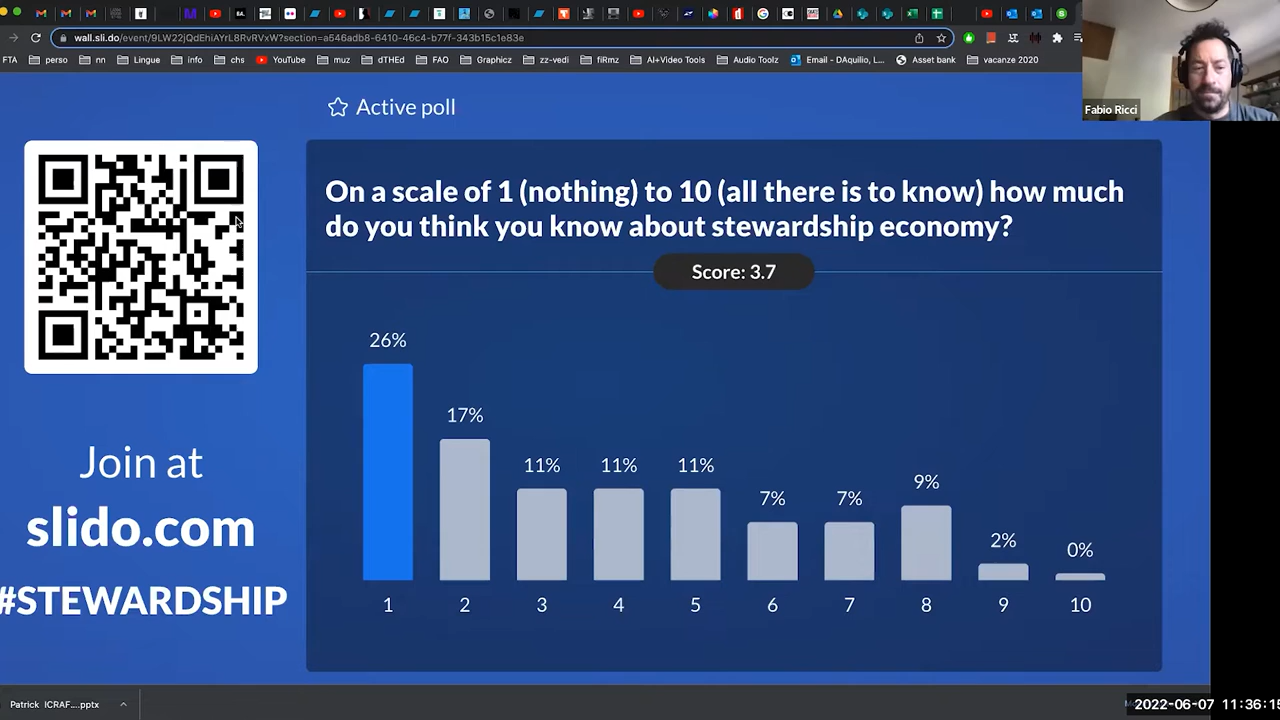 wall.sli.do/event/9LW22jQdEhiAYrL8RvRVxW?section=a646adb8-6410-46c4-b77f-343b15c1e83e
FTA perso nn Lingue info chs YouTube muz dTHEd FAO Graphicz zz-vedi fiRmz AI+Video Tools Audio Toolz Email - DAquilio, L... Asset bank vacanze 2020
Fabio Ricci
Active poll
On a scale of 1 (nothing) to 10 (all there is to know) how much
do you think you know about stewardship economy?
Score: 3.7
26%
17%
11% 11% 11%
7% 7% 9% 2% 0%
1 2 3 4 5 6 7 8 9 10
Join at
slido.com
#STEWARDSHIP
Patrick ICRAF....pptx
2022-06-07 11:36:15